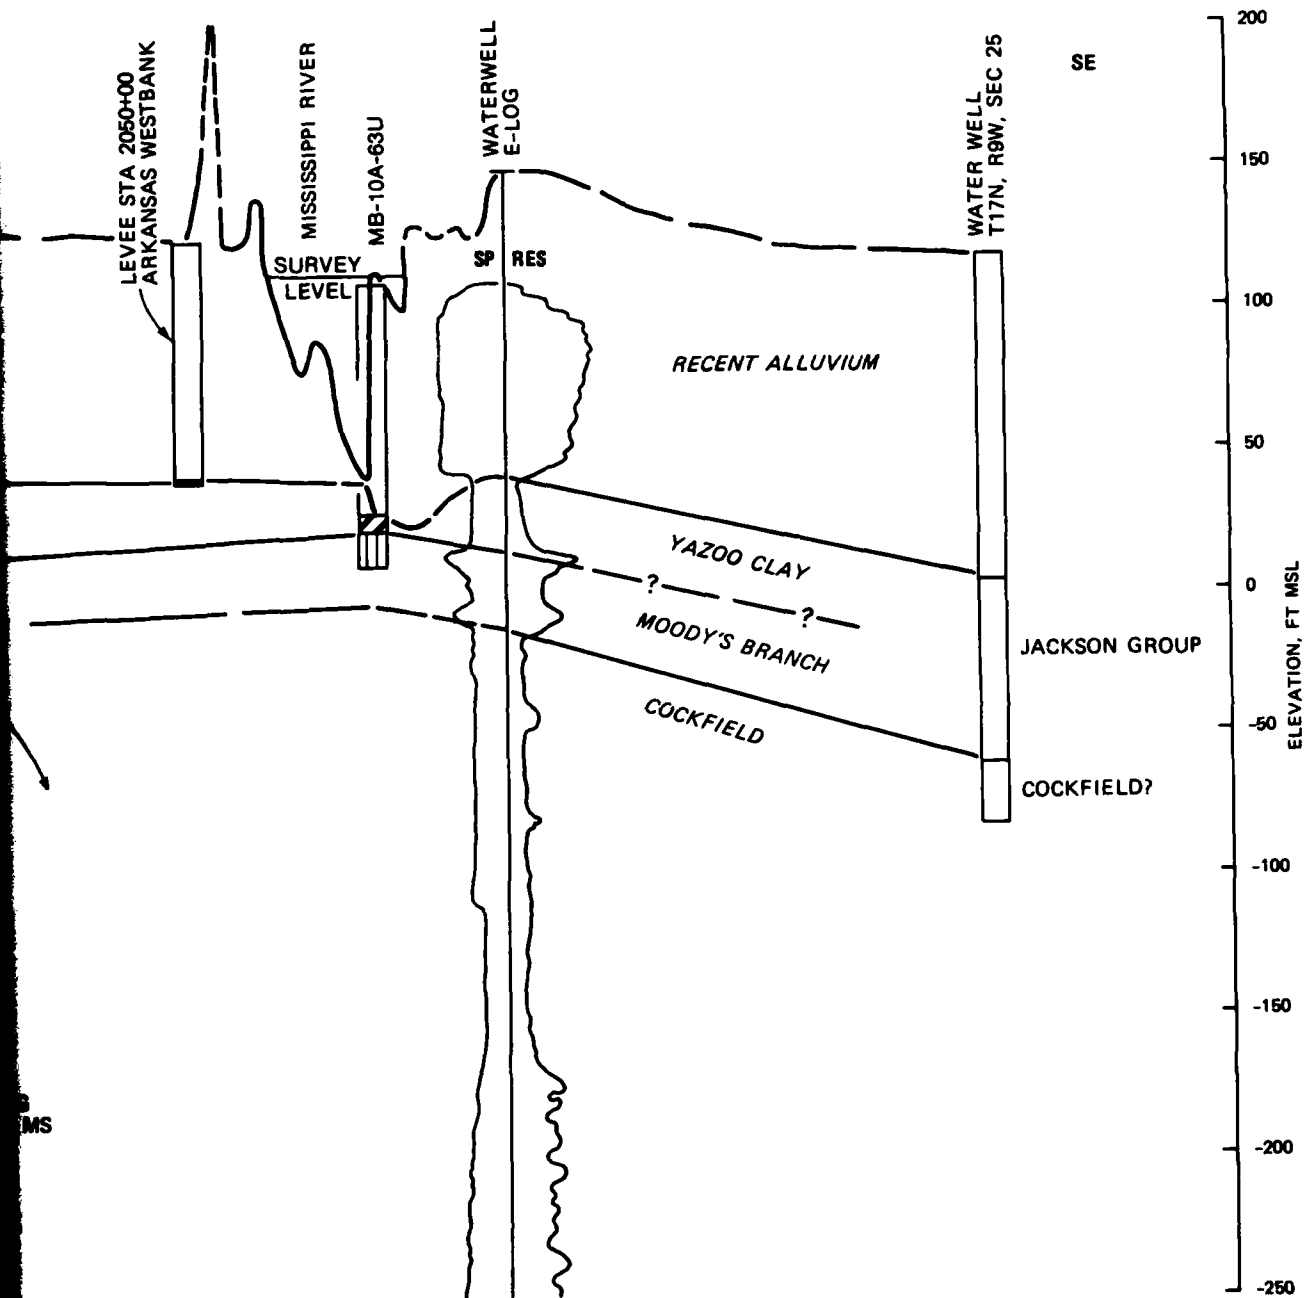 LEVEE STA 2050+00
ARKANSAS WESTBANK
MISSISSIPPI RIVER
MB-10A-63U
WATERWELL
E-LOG
WATER WELL
T17N, R9W, SEC 25
SE
SURVEY
LEVEL
SP RES
RECENT ALLUVIUM
YAZOO CLAY
?
?
MOODY'S BRANCH
COCKFIELD
JACKSON GROUP
COCKFIELD?
200
150
100
50
0
-50
-100
-150
-200
-250
ELEVATION, FT MSL
MS